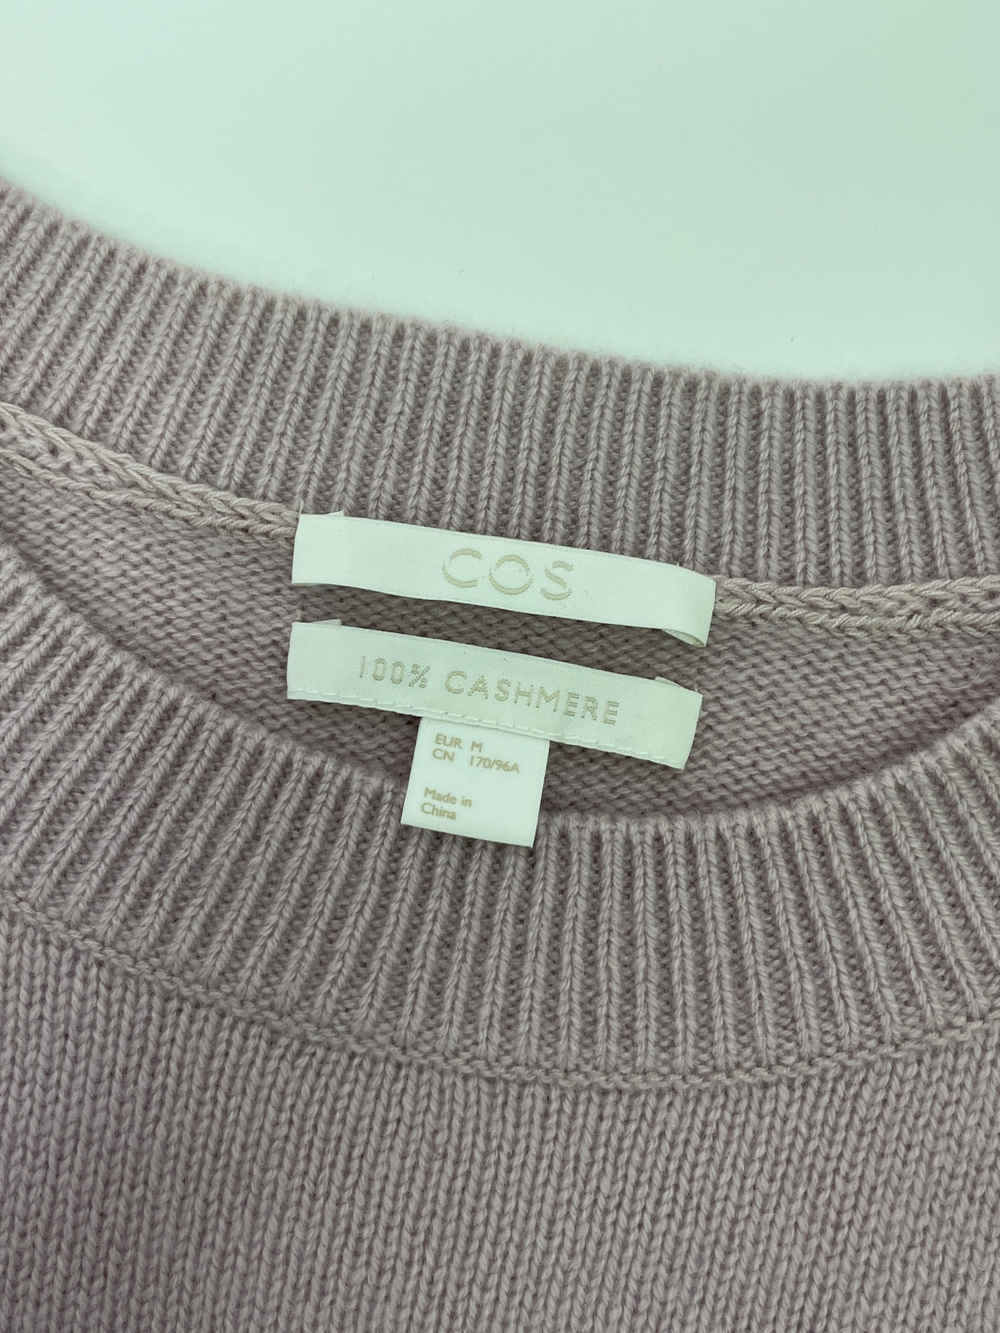 COS
100% CASHMERE
EUR M
CN 170/96A
Made in
China